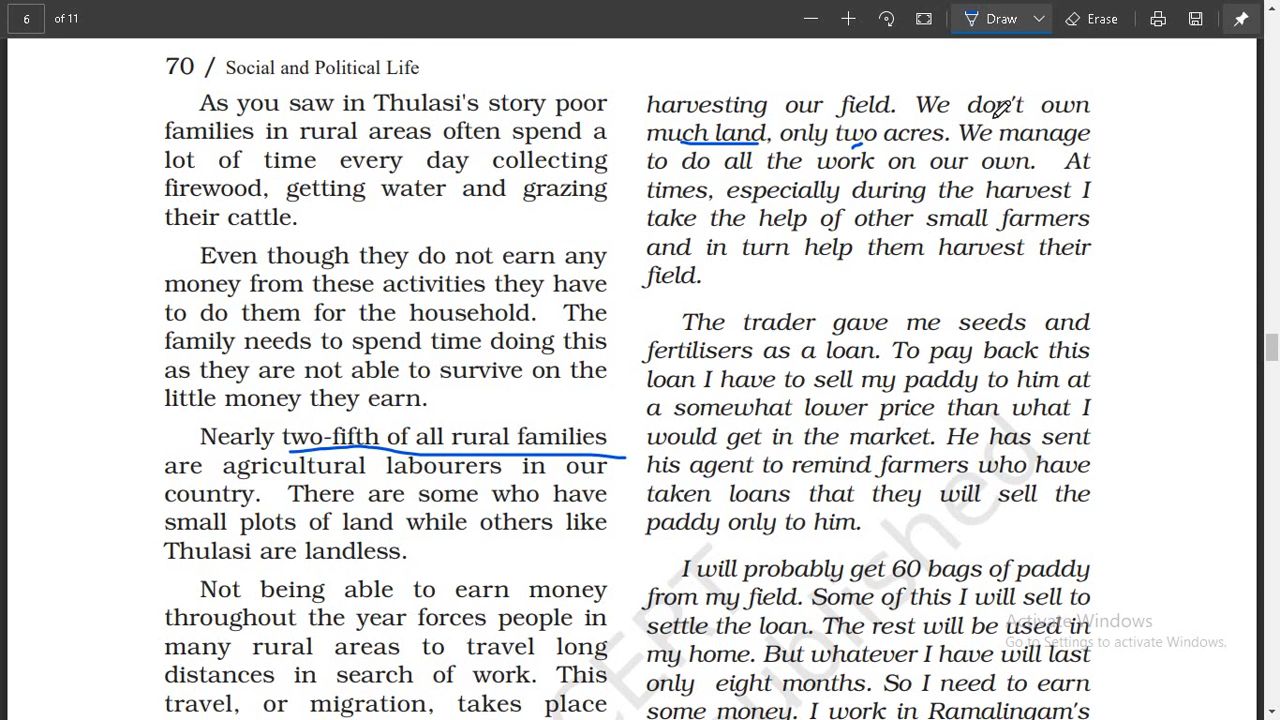 6 of 11
Draw
Erase
70 / Social and Political Life
As you saw in Thulasi's story poor
families in rural areas often spend a
lot of time every day collecting
firewood, getting water and grazing
their cattle.
Even though they do not earn any
money from these activities they have
to do them for the household. The
family needs to spend time doing this
as they are not able to survive on the
little money they earn.
Nearly two-fifth of all rural families
are agricultural labourers in our
country. There are some who have
small plots of land while others like
Thulasi are landless.
Not being able to earn money
throughout the year forces people in
many rural areas to travel long
distances in search of work. This
travel, or migration, takes place
harvesting our field. We don't own
much land, only two acres. We manage
to do all the work on our own. At
times, especially during the harvest I
take the help of other small farmers
and in turn help them harvest their
field.
The trader gave me seeds and
fertilisers as a loan. To pay back this
loan I have to sell my paddy to him at
a somewhat lower price than what I
would get in the market. He has sent
his agent to remind farmers who have
taken loans that they will sell the
paddy only to him.
I will probably get 60 bags of paddy
from my field. Some of this I will sell to
settle the loan. The rest will be used in
my home. But whatever I have will last
only eight months. So I need to earn
some money. I work in Ramalingam's
Activate Windows
Go to Settings to activate Windows.